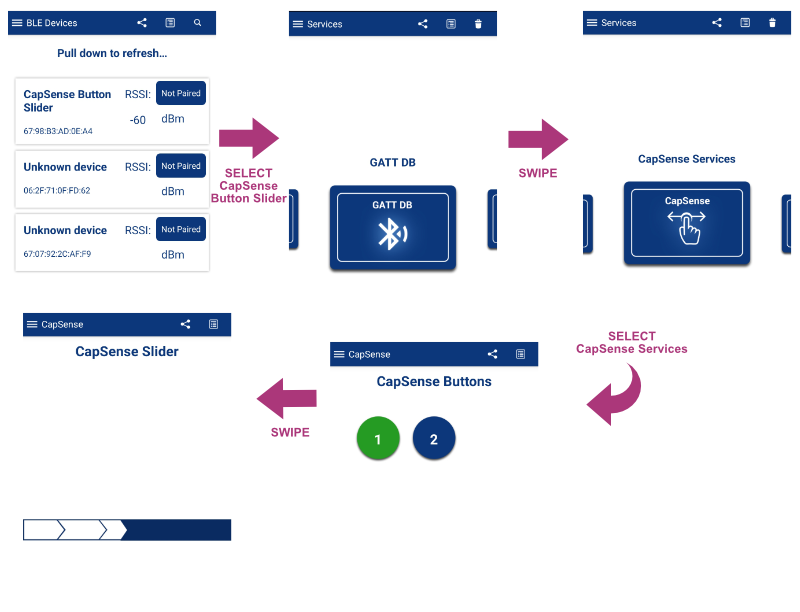 BLE Devices
Pull down to refresh...
CapSense Button
Slider
RSSI:
Not Paired
-60
dBm
67:98:B3:AD:0E:A4
Unknown device
RSSI:
Not Paired
06:2F:71:0F:FD:62
dBm
Unknown device
RSSI:
Not Paired
67:07:92:2C:AF:F9
dBm
SELECT
CapSense
Button Slider
Services
GATT DB
GATT DB
SWIPE
Services
CapSense Services
CapSense
SELECT
CapSense Services
CapSense
CapSense Buttons
1
2
SWIPE
CapSense
CapSense Slider